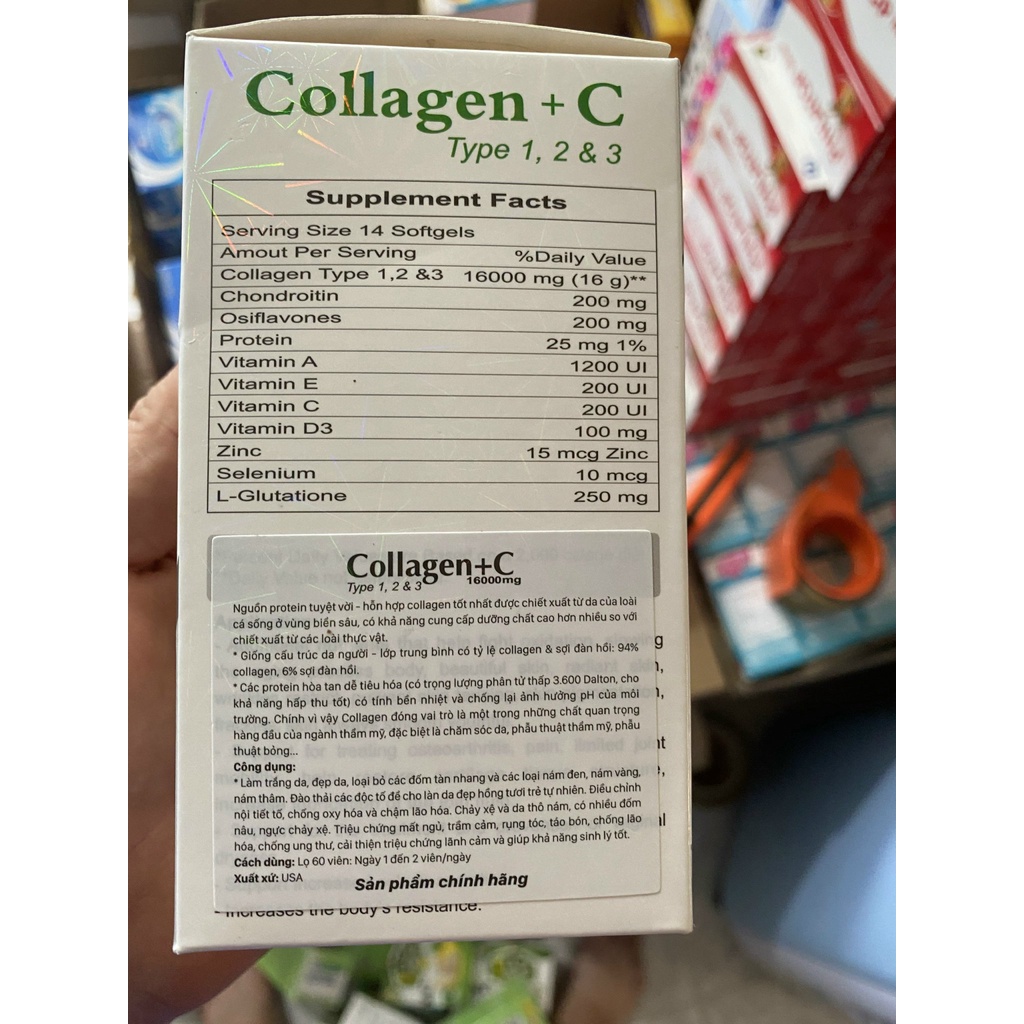 Collagen + C
Type 1, 2 & 3
Supplement Facts
Serving Size 14 Softgels
Amout Per Serving %Daily Value
Collagen Type 1,2 &3 16000 mg (16 g)**
Chondroitin 200 mg
Osiflavones 200 mg
Protein 25 mg 1%
Vitamin A 1200 UI
Vitamin E 200 UI
Vitamin C 200 UI
Vitamin D3 100 mg
Zinc 15 mcg Zinc
Selenium 10 mcg
L-Glutatione 250 mg
Collagen+C
Type 1, 2 & 3 16000mg
Nguồn protein tuyệt vời - hỗn hợp collagen tốt nhất được chiết xuất từ da của loài
cá sống ở vùng biển sâu, có khả năng cung cấp dưỡng chất cao hơn nhiều so với
chiết xuất từ các loài thực vật.
* Giống cấu trúc da người - lớp trung bình có tỷ lệ collagen & sợi đàn hồi: 94%
collagen, 6% sợi đàn hồi.
* Các protein hòa tan dễ tiêu hóa (có trọng lượng phân tử thấp 3.600 Dalton, cho
khả năng hấp thu tốt) có tính bền nhiệt và chống lại ảnh hưởng pH của môi
trường. Chính vì vậy Collagen đóng vai trò là một trong những chất quan trọng
hàng đầu của ngành thẩm mỹ, đặc biệt là chăm sóc da, phẫu thuật thẩm mỹ, phẫu
thuật bỏng...
Công dụng:
* Làm trắng da, đẹp da, loại bỏ các đốm tàn nhang và các loại nám đen, nám vàng,
nám thâm. Đào thải các độc tố để cho làn da đẹp hồng tươi trẻ tự nhiên. Điều chỉnh
nội tiết tố, chống oxy hóa và chậm lão hóa. Chảy xệ và da thô nám, có nhiều đốm
nâu, ngực chảy xệ. Triệu chứng mất ngủ, trầm cảm, rụng tóc, táo bón, chống lão
hóa, chống ung thư, cải thiện triệu chứng lãnh cảm và giúp khả năng sinh lý tốt.
Cách dùng: Lọ 60 viên: Ngày 1 đến 2 viên/ngày
Xuất xứ: USA Sản phẩm chính hãng
- Increases the body's resistance.